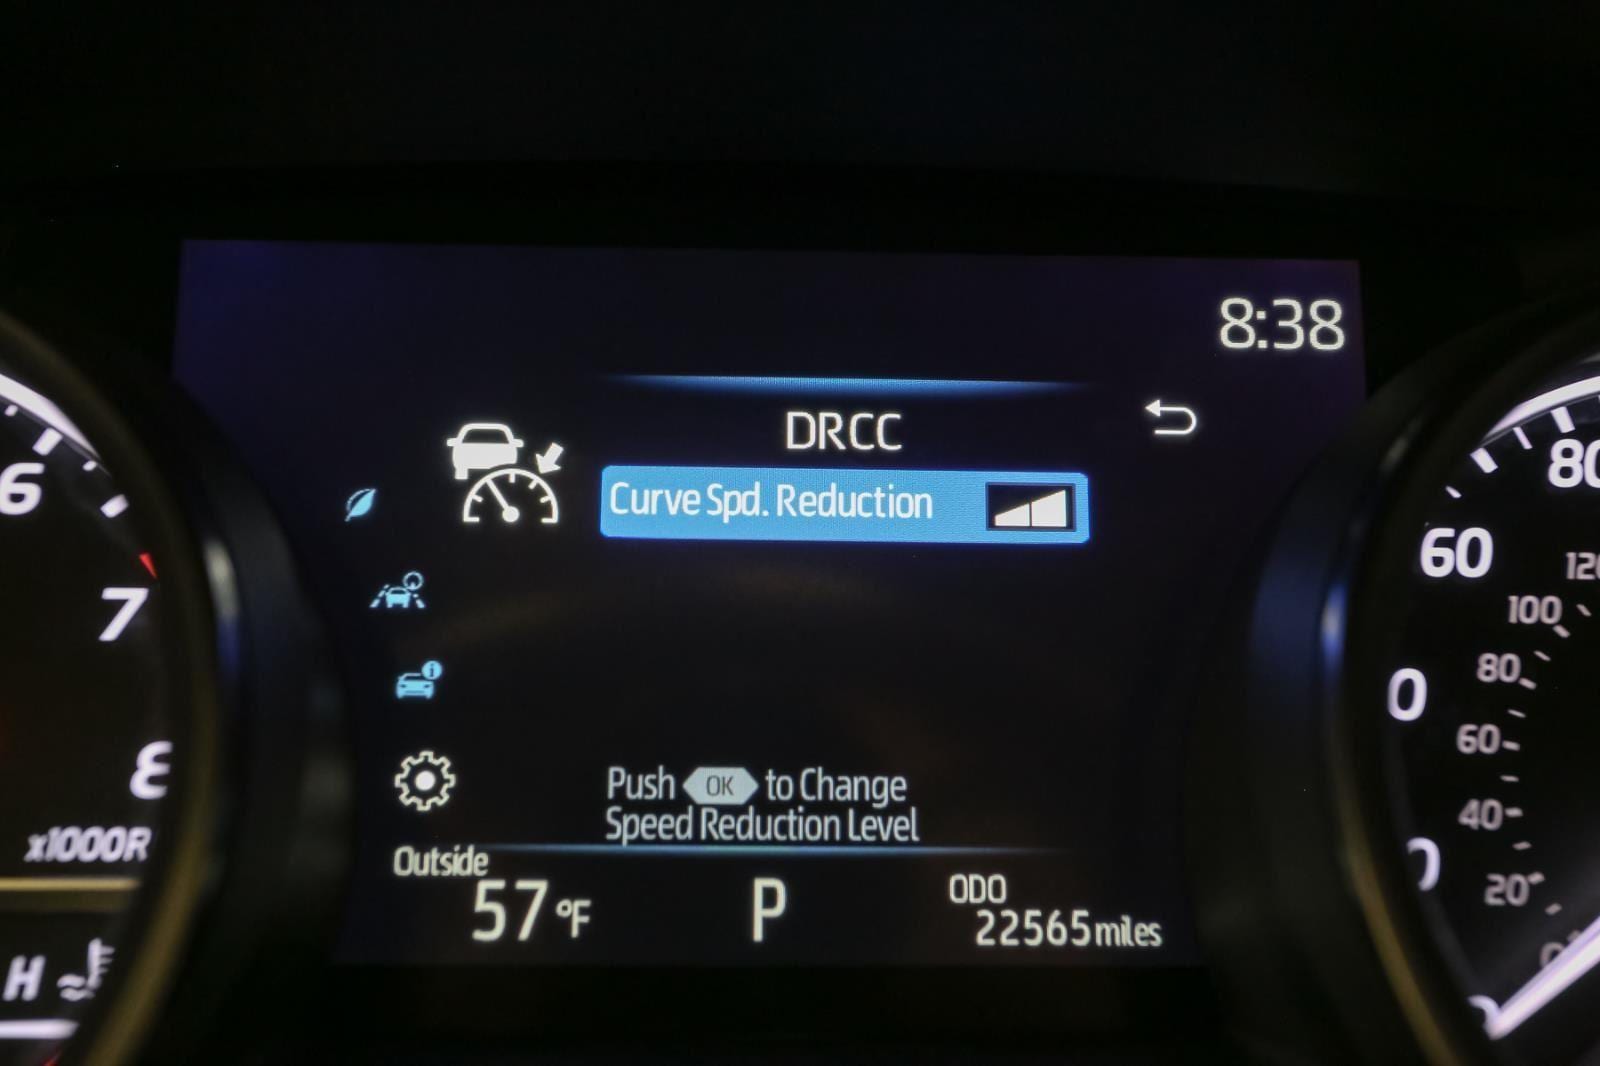 8:38
DRCC
Curve Spd. Reduction
Push OK to Change
Speed Reduction Level
Outside
57°F
P
ODO
22565 miles
6
7
8
x1000R
H
80
60
120
100
80
60
40
20
0